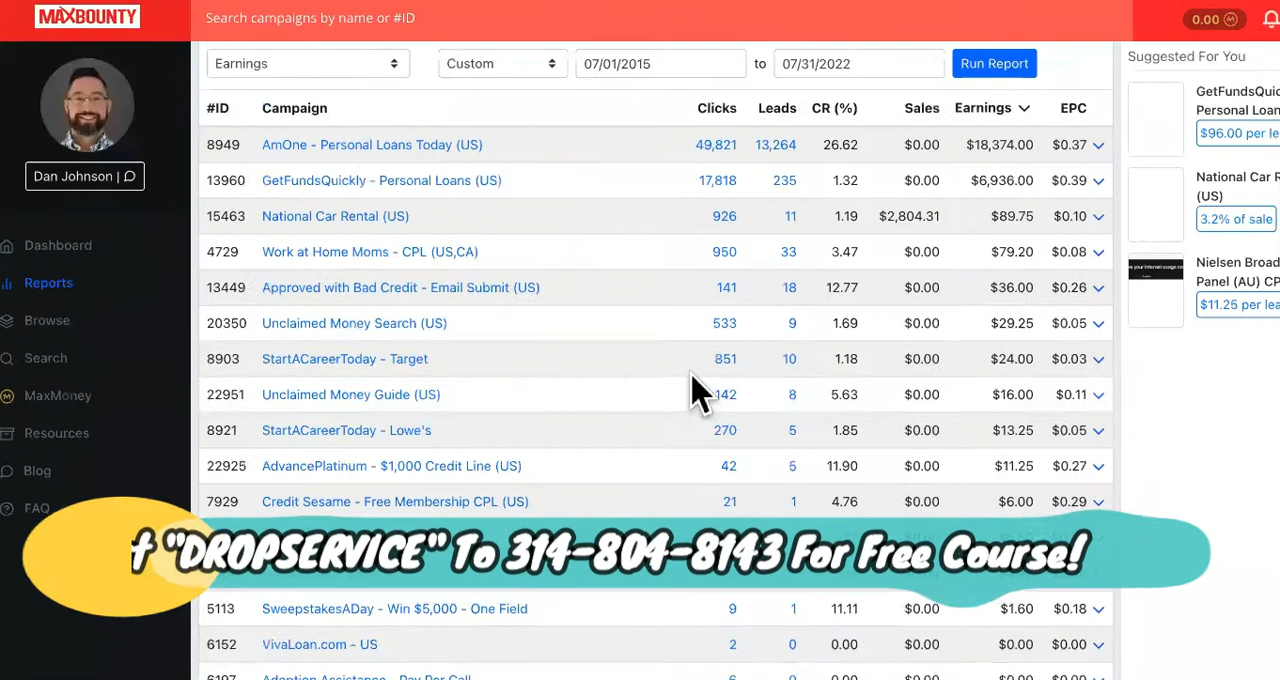 MAXBOUNTY
Search campaigns by name or #ID
0.00
Dan Johnson |
Dashboard
Reports
Browse
Search
MaxMoney
Resources
Blog
FAQ
Earnings
Custom
07/01/2015 to 07/31/2022 Run Report
#ID Campaign Clicks Leads CR (%) Sales Earnings EPC
8949 AmOne - Personal Loans Today (US) 49,821 13,264 26.62 $0.00 $18,374.00 $0.37
13960 GetFundsQuickly - Personal Loans (US) 17,818 235 1.32 $0.00 $6,936.00 $0.39
15463 National Car Rental (US) 926 11 1.19 $2,804.31 $89.75 $0.10
4729 Work at Home Moms - CPL (US,CA) 950 33 3.47 $0.00 $79.20 $0.08
13449 Approved with Bad Credit - Email Submit (US) 141 18 12.77 $0.00 $36.00 $0.26
20350 Unclaimed Money Search (US) 533 9 1.69 $0.00 $29.25 $0.05
8903 StartACareerToday - Target 851 10 1.18 $0.00 $24.00 $0.03
22951 Unclaimed Money Guide (US) 142 8 5.63 $0.00 $16.00 $0.11
8921 StartACareerToday - Lowe's 270 5 1.85 $0.00 $13.25 $0.05
22925 AdvancePlatinum - $1,000 Credit Line (US) 42 5 11.90 $0.00 $11.25 $0.27
7929 Credit Sesame - Free Membership CPL (US) 21 1 4.76 $0.00 $6.00 $0.29
t "DROPSERVICE" To 314-804-8143 For Free Course!
5113 SweepstakesADay - Win $5,000 - One Field 9 1 11.11 $0.00 $1.60 $0.18
6152 VivaLoan.com - US 2 0 0.00 $0.00 $0.00 $0.00
Adoption Assistance - Pay Per Call
Suggested For You
GetFundsQuic
Personal Loan
$96.00 per le
National Car R
(US)
3.2% of sale
Nielsen Broad
Panel (AU) CP
$11.25 per lea